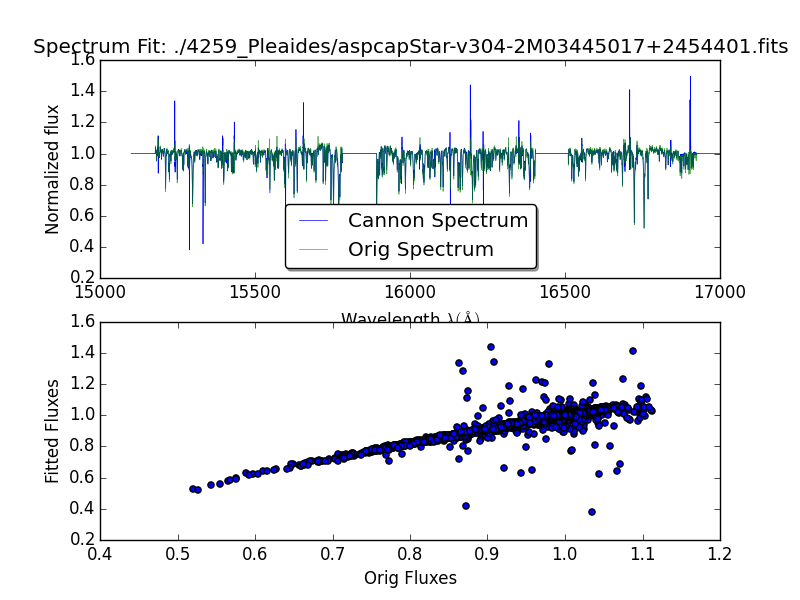 Spectrum Fit: ./4259_Pleaides/aspcapStar-v304-2M03445017+2454401.fits
1.6
1.4
1.2
1.0
0.8
0.6
0.4
0.2
Normalized flux
Cannon Spectrum
Orig Spectrum
15000 15500 16000 16500 17000
Wavelength λ(Å)
1.6
1.4
1.2
1.0
0.8
0.6
0.4
0.2
Fitted Fluxes
0.4 0.5 0.6 0.7 0.8 0.9 1.0 1.1 1.2
Orig Fluxes